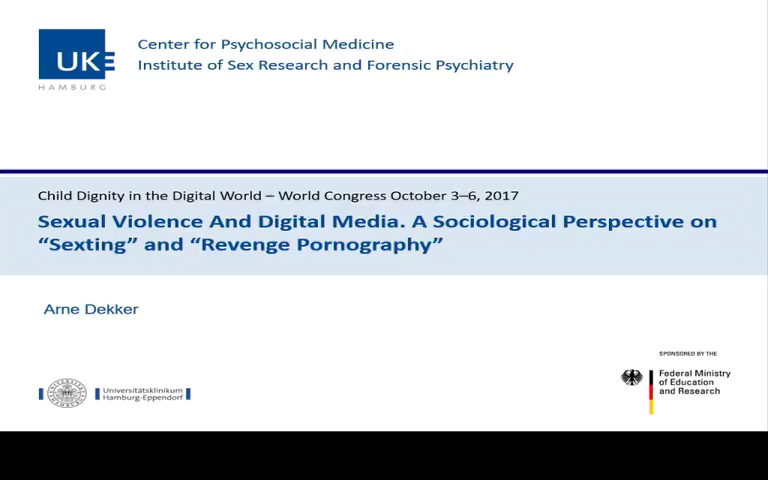 UKE
HAMBURG
Center for Psychosocial Medicine
Institute of Sex Research and Forensic Psychiatry
Child Dignity in the Digital World – World Congress October 3–6, 2017
Sexual Violence And Digital Media. A Sociological Perspective on
“Sexting” and “Revenge Pornography”
Arne Dekker
SPONSORED BY THE
Federal Ministry
of Education
and Research
Universitätsklinikum
Hamburg-Eppendorf